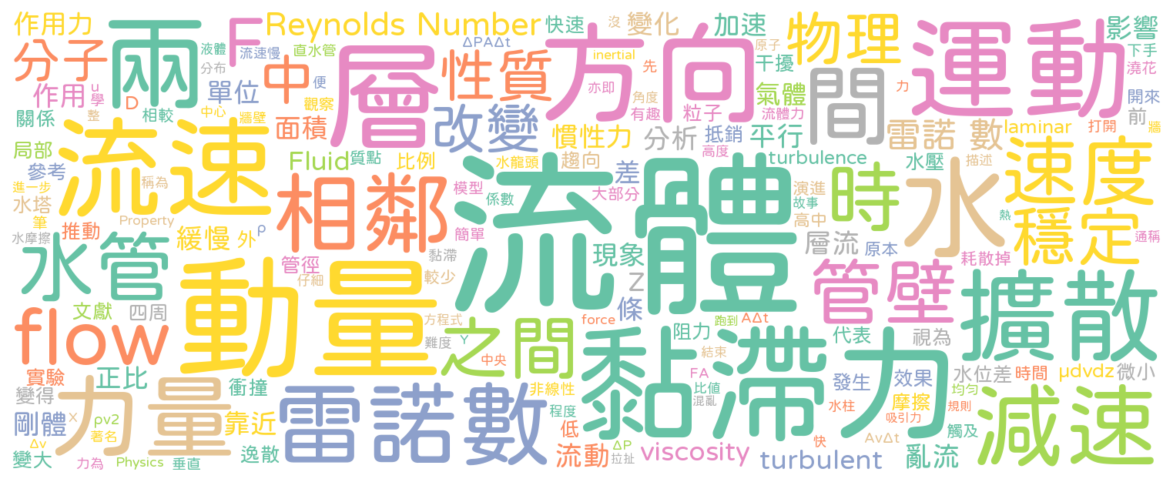 作用力
Reynolds Number
快速
沒
變化
加速
物理
影響
分子
兩
液體
流速慢
直水管
ΔPAΔt
F
層
方向
inertial
原子
干擾
運動
下手
澆花
作用
u
學
D
整
相較
分布
單位
便
中
性質
亦即
先
角度
有趣
粒子
氣體
流體力
間
力
開來
前
關係
中心
牆壁
觀察
面積
改變
慣性力
分析
抵銷
平行
雷諾 數
laminar
打開
牆
局部
流速
Fluid
質點
比例
水龍頭
趨向
差
高度
turbulence
水壓
描述
速度
參考
進一步
稱為
水塔
筆
Property
相鄰
模型
係數
大部分
流體
演進
故事
時
水
熱
穩定
通稱
水摩擦
推動
緩慢
外
ρ
簡單
高中
層流
原本
耗散掉
水管
管徑
仔細
黏滯
較少
現象
Z
條
管壁
擴散
文獻
四周
動量
方程式
難度
Y
之間
force
中央
跑到
AΔt
阻力
結束
黏滯力
代表
視為
flow
實驗
正比
衝撞
非線性
FA
比值
混亂
發生
效果
水位差
時間
μdvdz
微小
變得
力量
雷諾數
程度
水柱
摩擦
均勻
規則
吸引力
減速
剛體
X
ρv2
著名
靠近
低
快
AvΔt
觸及
變大
Δv
力為
Physics
垂直
逸散
流動
ΔP
拉扯
viscosity
turbulent
亂流